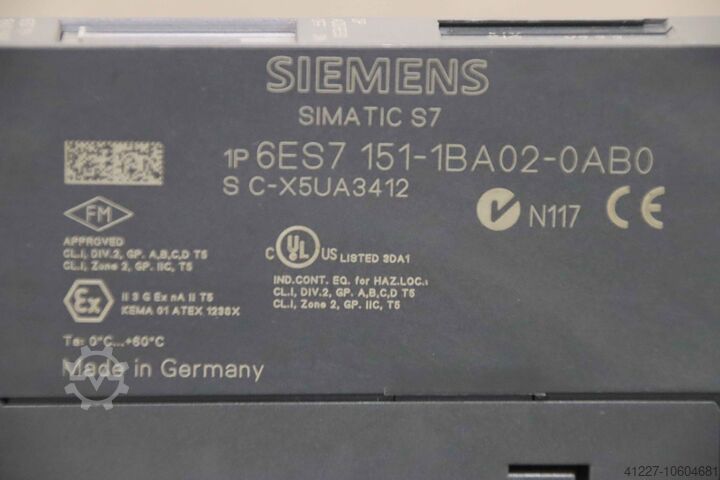 SIEMENS
SIMATIC S7
1P 6ES7 151-1BA02-0AB0
S C-X5UA3412
FM
APPROVED
CL.I, DIV.2, GP. A,B,C,D T5
CL.I, Zone 2, GP. IIC, T5
C UL US LISTED 3DA1
IND.CONT. EQ. for HAZ.LOC.:
CL.I, DIV.2, GP. A,B,C,D T5
CL.I, Zone 2, GP. IIC, T5
N117 CE
Ex
II 3 G Ex nA II T5
KEMA 01 ATEX 1236X
Ta: 0°C...+60°C
Made in Germany
41227-10604681